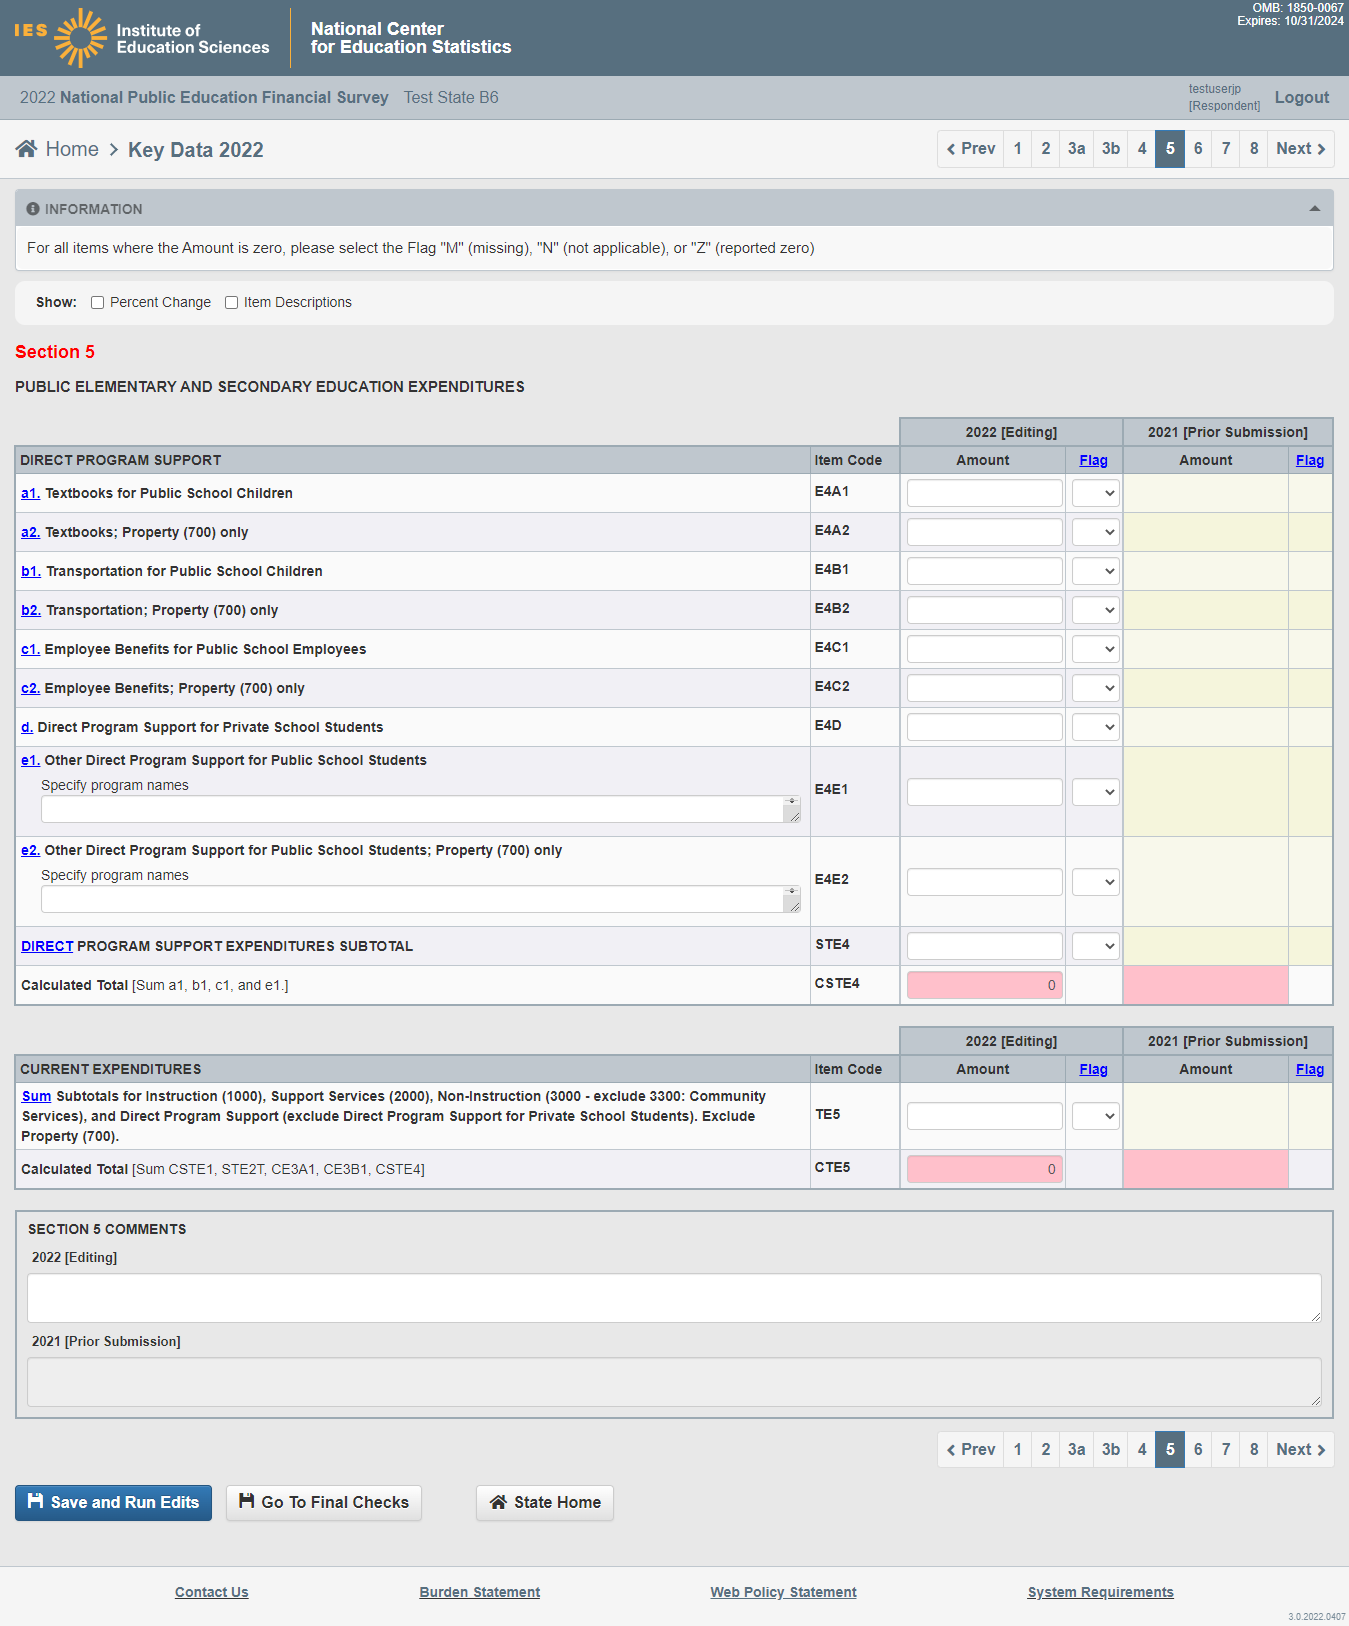 OMB: 1850-0067
Expires: 10/31/2024
IES Institute of
Education Sciences
National Center
for Education Statistics
2022 National Public Education Financial Survey Test State B6
testuserjp
[Respondent]
Logout
Home > Key Data 2022
Prev 1 2 3a 3b 4 5 6 7 8 Next
INFORMATION
For all items where the Amount is zero, please select the Flag "M" (missing), "N" (not applicable), or "Z" (reported zero)
Show: Percent Change Item Descriptions
Section 5
PUBLIC ELEMENTARY AND SECONDARY EDUCATION EXPENDITURES
2022 [Editing] 2021 [Prior Submission]
DIRECT PROGRAM SUPPORT Item Code Amount Flag Amount Flag
a1. Textbooks for Public School Children E4A1
a2. Textbooks; Property (700) only E4A2
b1. Transportation for Public School Children E4B1
b2. Transportation; Property (700) only E4B2
c1. Employee Benefits for Public School Employees E4C1
c2. Employee Benefits; Property (700) only E4C2
d. Direct Program Support for Private School Students E4D
e1. Other Direct Program Support for Public School Students
Specify program names
E4E1
e2. Other Direct Program Support for Public School Students; Property (700) only
Specify program names
E4E2
DIRECT PROGRAM SUPPORT EXPENDITURES SUBTOTAL STE4
Calculated Total [Sum a1, b1, c1, and e1.] CSTE4 0
2022 [Editing] 2021 [Prior Submission]
CURRENT EXPENDITURES Item Code Amount Flag Amount Flag
Sum Subtotals for Instruction (1000), Support Services (2000), Non-Instruction (3000 - exclude 3300: Community
Services), and Direct Program Support (exclude Direct Program Support for Private School Students). Exclude
Property (700).
TE5
Calculated Total [Sum CSTE1, STE2T, CE3A1, CE3B1, CSTE4] CTE5 0
SECTION 5 COMMENTS
2022 [Editing]
2021 [Prior Submission]
Prev 1 2 3a 3b 4 5 6 7 8 Next
Save and Run Edits Go To Final Checks State Home
Contact Us Burden Statement Web Policy Statement System Requirements
3.0.2022.0407